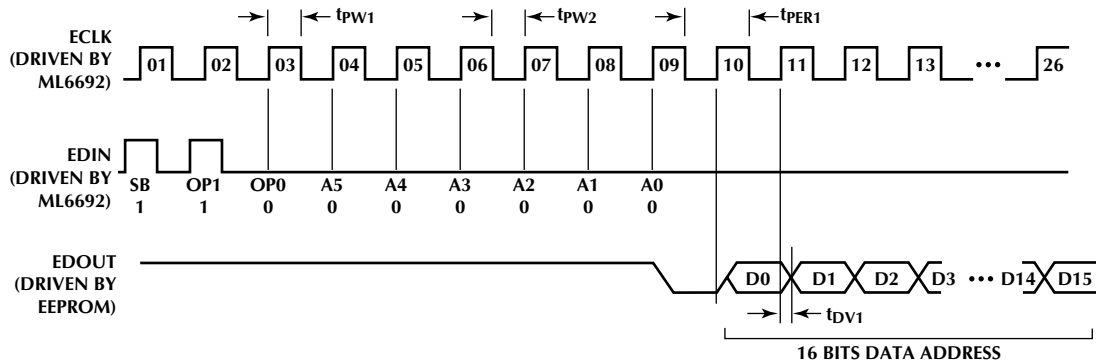 tPW1 tPW2 tPER1
ECLK
(DRIVEN BY
ML6692)
01 02 03 04 05 06 07 08 09 10 11 12 13 ••• 26
EDIN
(DRIVEN BY
ML6692)
SB OP1 OP0 A5 A4 A3 A2 A1 A0
1 1 0 0 0 0 0 0 0
EDOUT
(DRIVEN BY
EEPROM)
D0 D1 D2 D3 ••• D14 D15
tDV1
16 BITS DATA ADDRESS